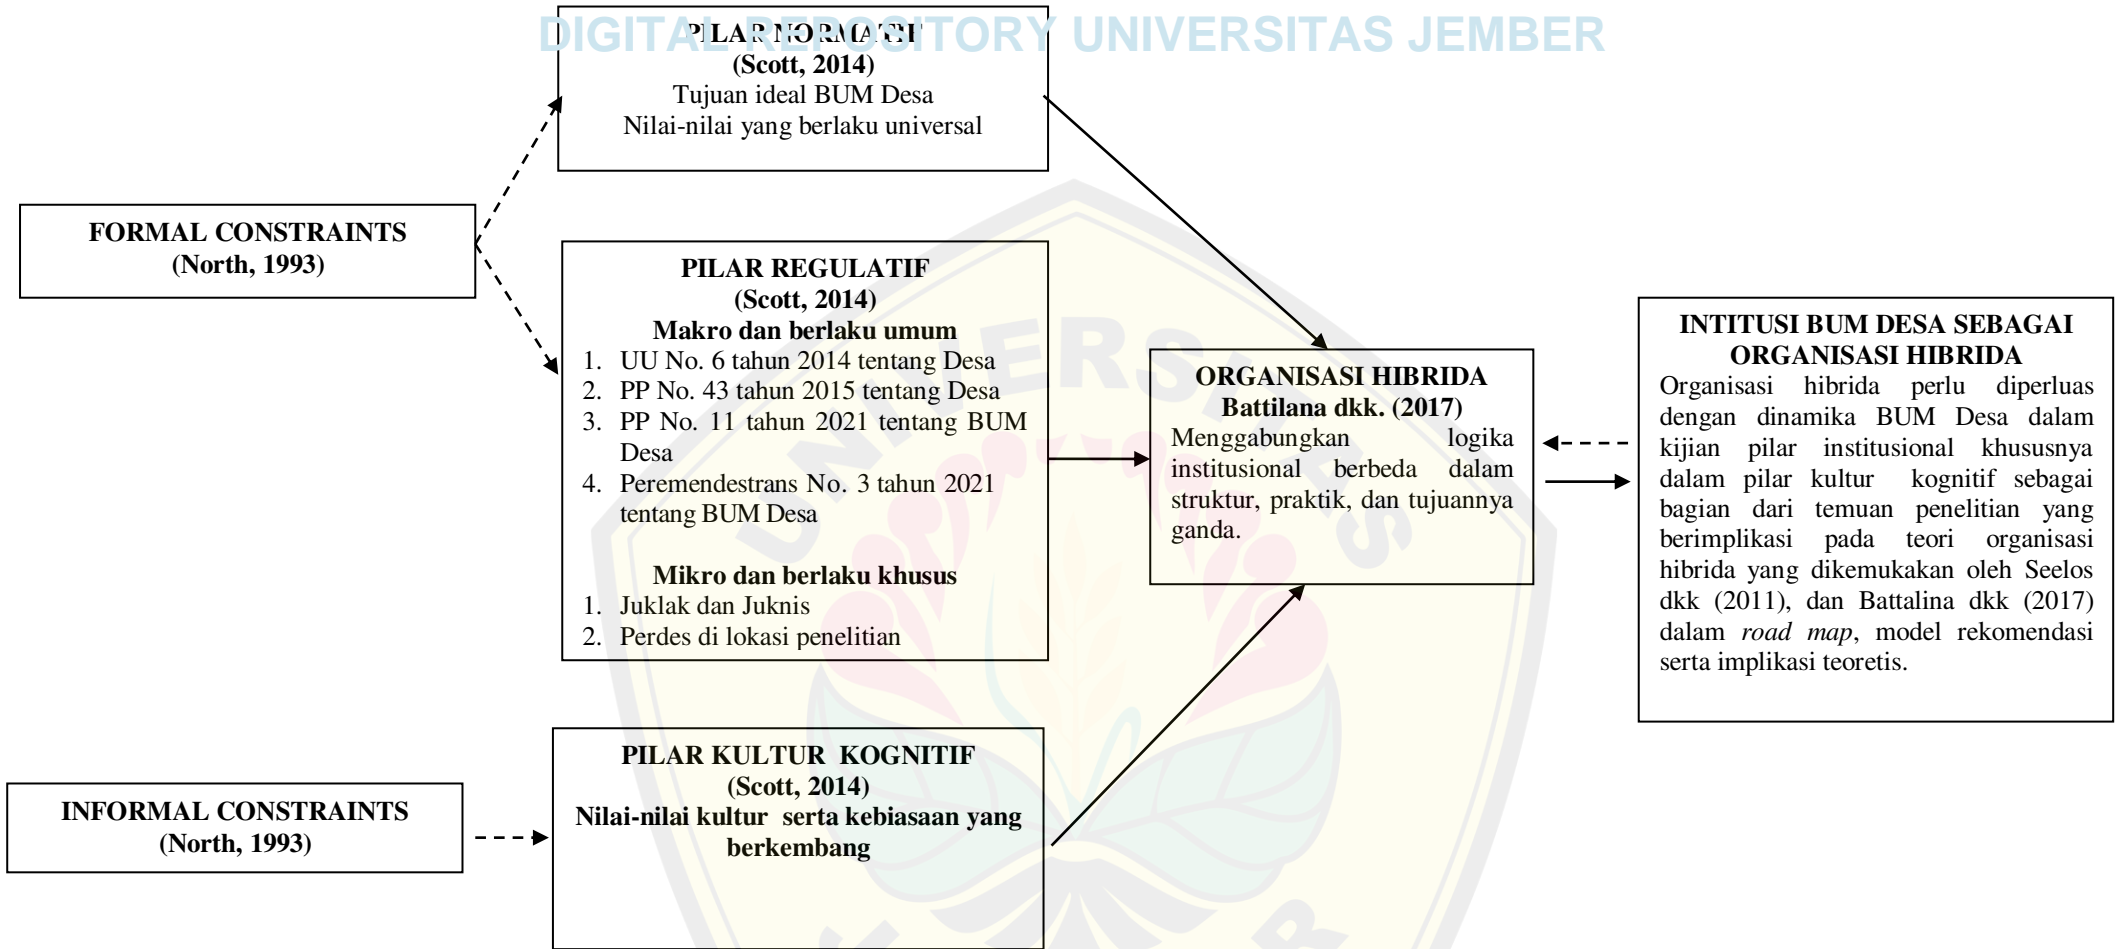 DIGITAL REPOSITORY UNIVERSITAS JEMBER
PILAR NORMATIF
(Scott, 2014)
Tujuan ideal BUM Desa
Nilai-nilai yang berlaku universal
FORMAL CONSTRAINTS
(North, 1993)
PILAR REGULATIF
(Scott, 2014)
Makro dan berlaku umum
1. UU No. 6 tahun 2014 tentang Desa
2. PP No. 43 tahun 2015 tentang Desa
3. PP No. 11 tahun 2021 tentang BUM
Desa
4. Peremendestrans No. 3 tahun 2021
tentang BUM Desa
Mikro dan berlaku khusus
1. Juklak dan Juknis
2. Perdes di lokasi penelitian
INFORMAL CONSTRAINTS
(North, 1993)
PILAR KULTUR KOGNITIF
(Scott, 2014)
Nilai-nilai kultur serta kebiasaan yang
berkembang
ORGANISASI HIBRIDA
Battilana dkk. (2017)
Menggabungkan logika
institusional berbeda dalam
struktur, praktik, dan tujuannya
ganda.
INTITUSI BUM DESA SEBAGAI
ORGANISASI HIBRIDA
Organisasi hibrida perlu diperluas
dengan dinamika BUM Desa dalam
kijian pilar institusional khususnya
dalam pilar kultur kognitif sebagai
bagian dari temuan penelitian yang
berimplikasi pada teori organisasi
hibrida yang dikemukakan oleh Seelos
dkk (2011), dan Battalina dkk (2017)
dalam road map, model rekomendasi
serta implikasi teoretis.
UNIVERSITAS